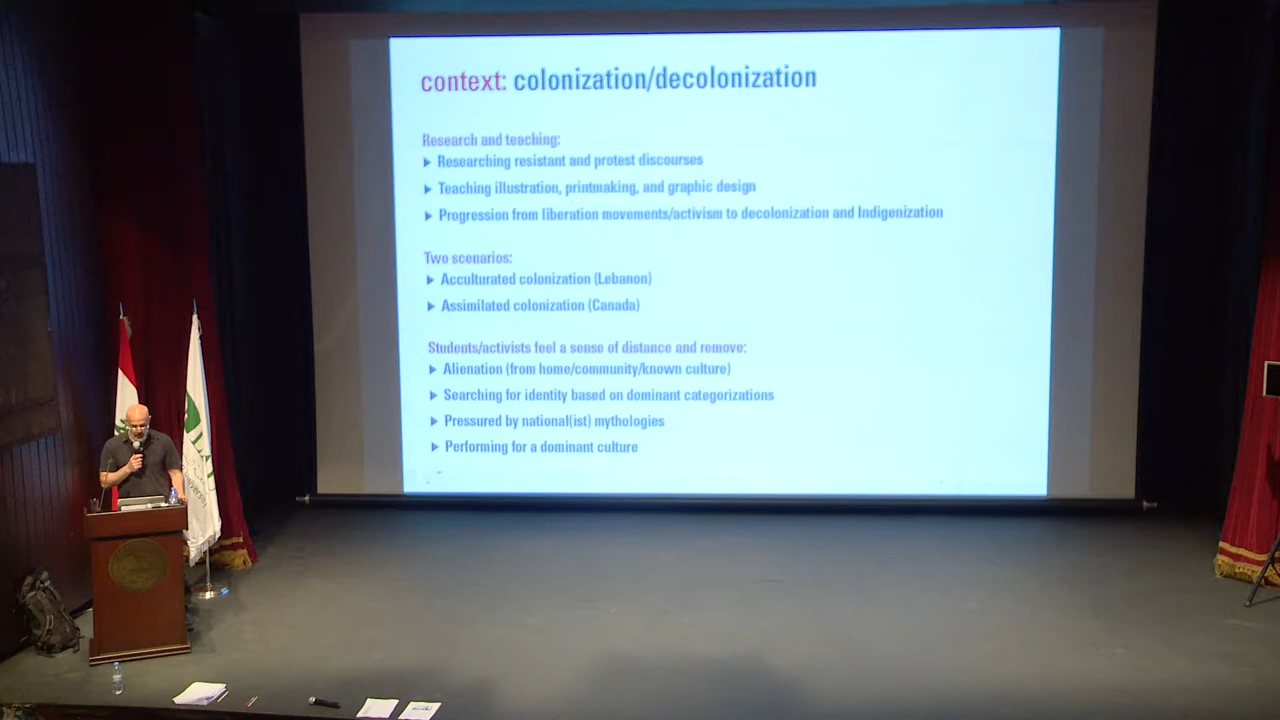 context: colonization/decolonization
Research and teaching:
▶ Researching resistant and protest discourses
▶ Teaching illustration, printmaking, and graphic design
▶ Progression from liberation movements/activism to decolonization and Indigenization
Two scenarios:
▶ Acculturated colonization (Lebanon)
▶ Assimilated colonization (Canada)
Students/activists feel a sense of distance and remove:
▶ Alienation (from home/community/known culture)
▶ Searching for identity based on dominant categorizations
▶ Pressured by national(ist) mythologies
▶ Performing for a dominant culture